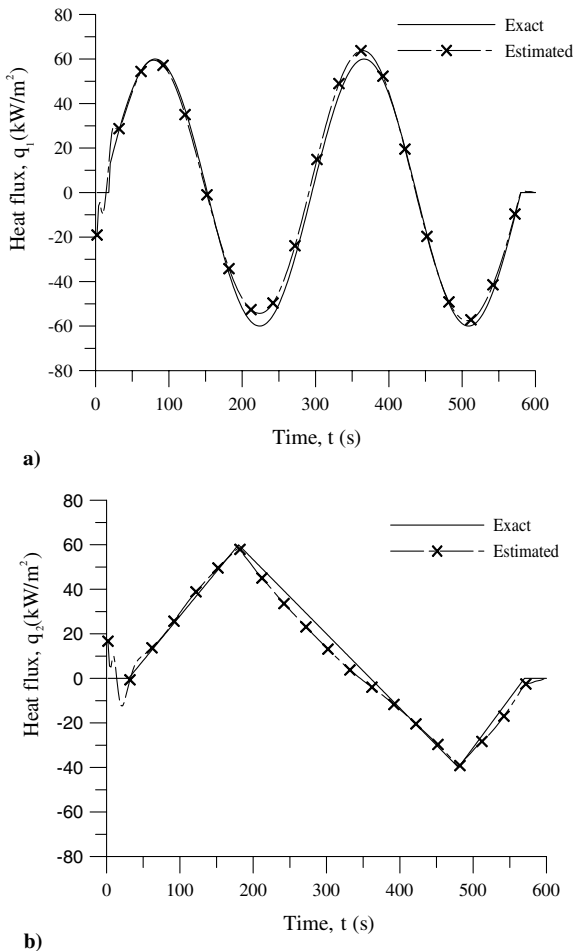 80
60
40
20
0
-20
-40
-60
-80
Heat flux, q1(kW/m2)
Exact
Estimated
0 100 200 300 400 500 600
Time, t (s)
a)
80
60
40
20
0
-20
-40
-60
-80
Heat flux, q2(kW/m2)
Exact
Estimated
0 100 200 300 400 500 600
Time, t (s)
b)